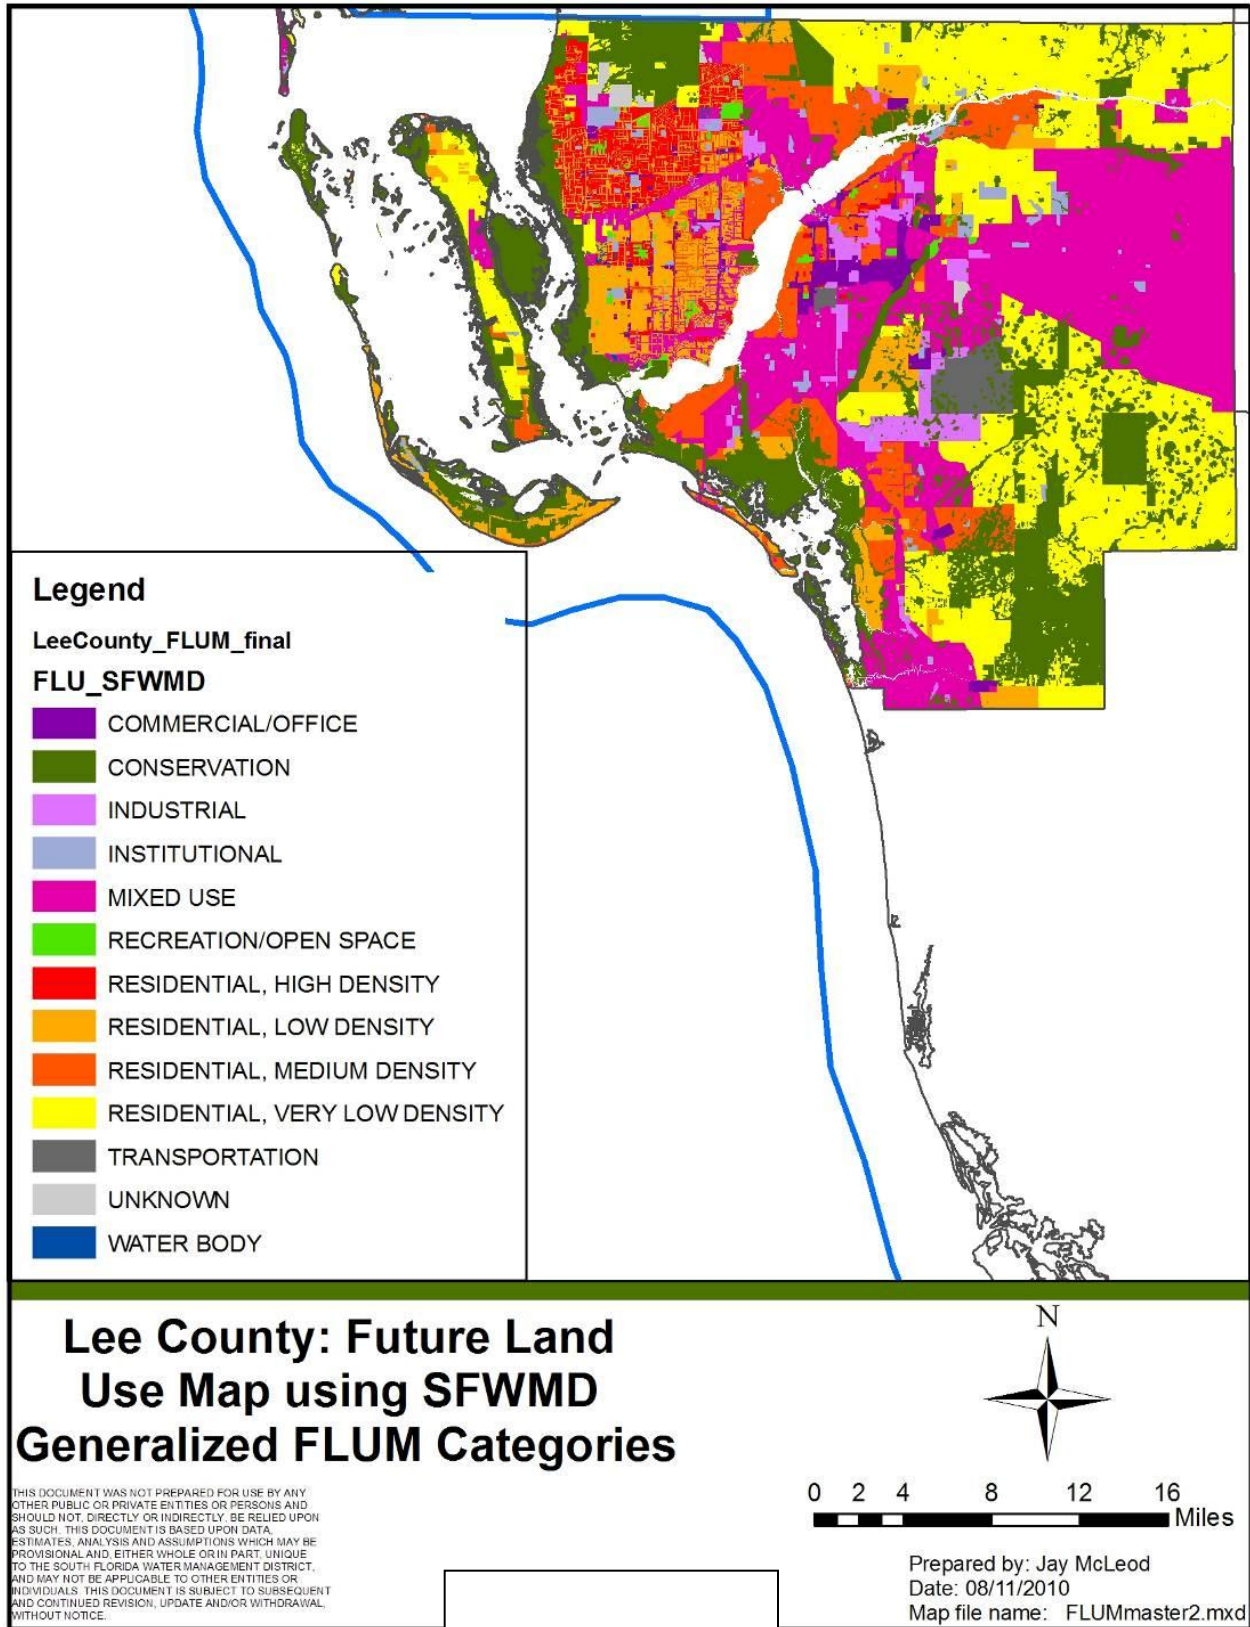 Legend
LeeCounty_FLUM_final
FLU_SFWMD
COMMERCIAL/OFFICE
CONSERVATION
INDUSTRIAL
INSTITUTIONAL
MIXED USE
RECREATION/OPEN SPACE
RESIDENTIAL, HIGH DENSITY
RESIDENTIAL, LOW DENSITY
RESIDENTIAL, MEDIUM DENSITY
RESIDENTIAL, VERY LOW DENSITY
TRANSPORTATION
UNKNOWN
WATER BODY
Lee County: Future Land
Use Map using SFWMD
Generalized FLUM Categories
THIS DOCUMENT WAS NOT PREPARED FOR USE BY ANY
OTHER PUBLIC OR PRIVATE ENTITIES OR PERSONS AND
SHOULD NOT, DIRECTLY OR INDIRECTLY, BE RELIED UPON
AS SUCH. THIS DOCUMENT IS BASED UPON DATA,
ESTIMATES, ANALYSIS AND ASSUMPTIONS WHICH MAY BE
PROVISIONAL AND, EITHER WHOLE OR IN PART, UNIQUE
TO THE SOUTH FLORIDA WATER MANAGEMENT DISTRICT,
AND MAY NOT BE APPLICABLE TO OTHER ENTITIES OR
INDIVIDUALS. THIS DOCUMENT IS SUBJECT TO SUBSEQUENT
AND CONTINUED REVISION, UPDATE AND/OR WITHDRAWAL,
WITHOUT NOTICE.
N
0 2 4 8 12 16
Miles
Prepared by: Jay McLeod
Date: 08/11/2010
Map file name: FLUMmaster2.mxd